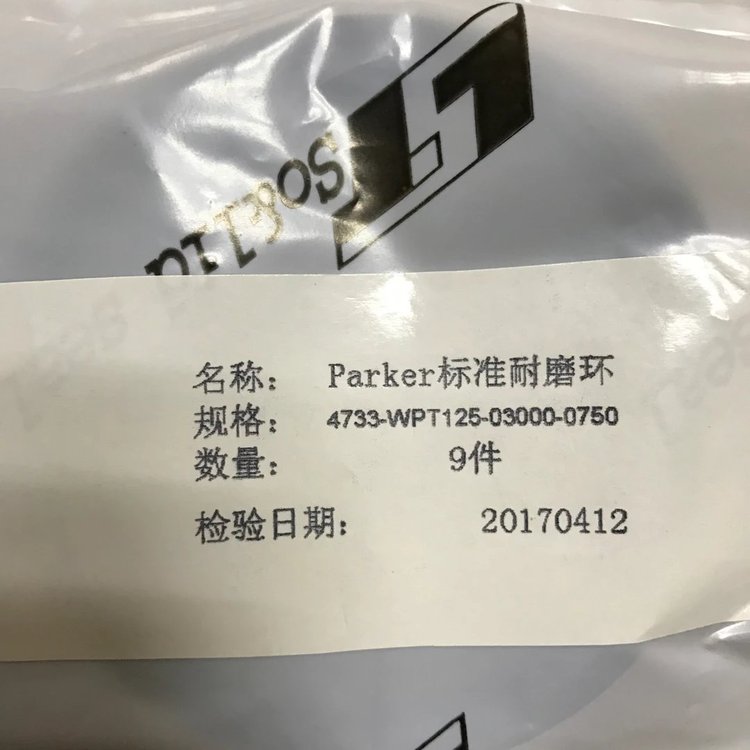 名称： Parker标准耐磨环
规格： 4733-WPT125-03000-0750
数量： 9件
检验日期： 20170412